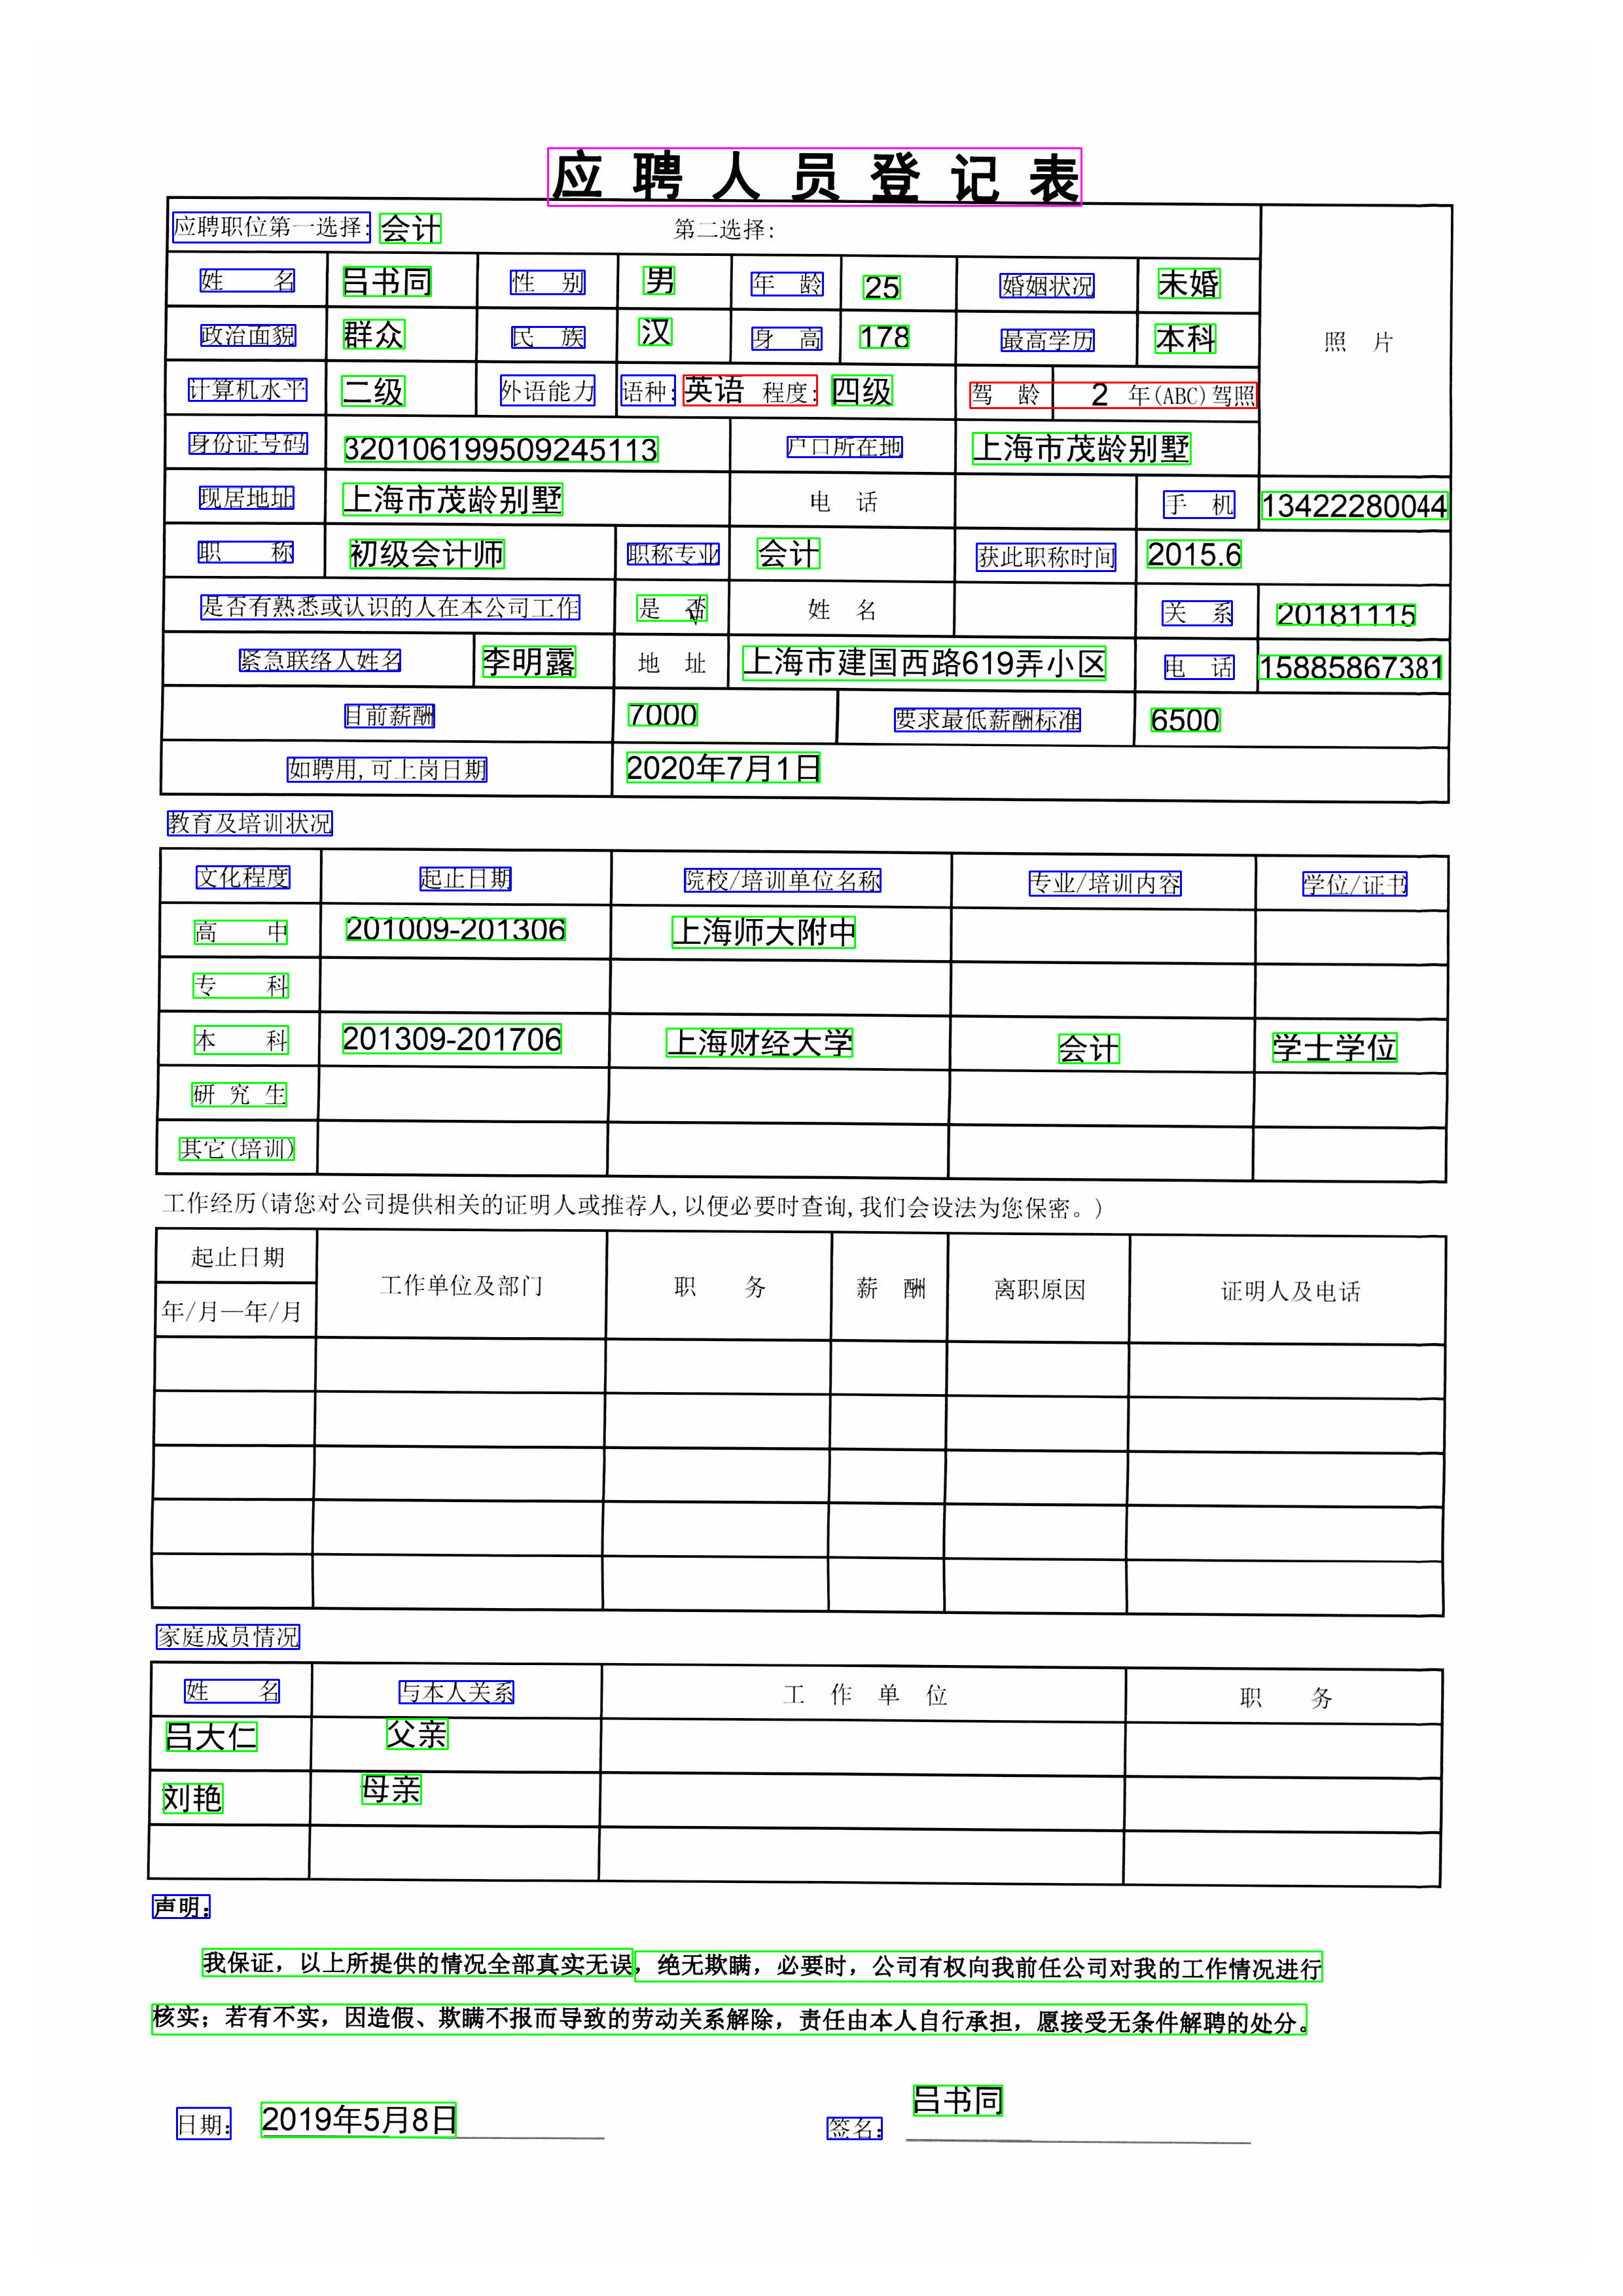 应聘人员登记表
应聘职位第一选择: 会计 第二选择: 照 片
姓 名 吕书同 性 别 男 年 龄 25 婚姻状况 未婚
政治面貌 群众 民 族 汉 身 高 178 最高学历 本科
计算机水平 二级 外语能力 语种: 英语 程度: 四级 驾 龄 2 年(ABC)驾照
身份证号码 320106199509245113 户口所在地 上海市茂龄别墅
现居地址 上海市茂龄别墅 电 话 手 机 13422280044
职 称 初级会计师 职称专业 会计 获此职称时间 2015.6
是否有熟悉或认识的人在本公司工作 是 否 √ 姓 名 关 系 20181115
紧急联络人姓名 李明露 地 址 上海市建国西路619弄小区 电 话 15885867381
目前薪酬 7000 要求最低薪酬标准 6500
如聘用,可上岗日期 2020年7月1日
教育及培训状况
文化程度 起止日期 院校/培训单位名称 专业/培训内容 学位/证书
高 中 201009-201306 上海师大附中
专 科
本 科 201309-201706 上海财经大学 会计 学士学位
研 究 生
其它(培训)
工作经历(请您对公司提供相关的证明人或推荐人,以便必要时查询,我们会设法为您保密。)
起止日期 工作单位及部门 职 务 薪 酬 离职原因 证明人及电话
年/月—年/月
家庭成员情况
姓 名 与本人关系 工 作 单 位 职 务
吕大仁 父亲
刘艳 母亲
声明:
我保证，以上所提供的情况全部真实无误，绝无欺瞒，必要时，公司有权向我前任公司对我的工作情况进行
核实；若有不实，因造假、欺瞒不报而导致的劳动关系解除，责任由本人自行承担，愿接受无条件解聘的处分。
日期: 2019年5月8日 签名: 吕书同